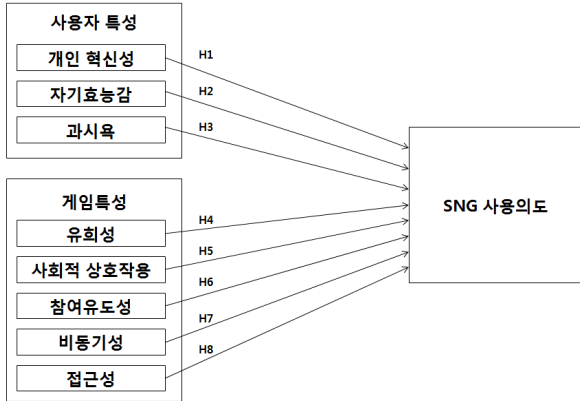 사용자 특성
개인 혁신성
자기효능감
과시욕
H1
H2
H3
게임특성
유희성
사회적 상호작용
참여유도성
비동기성
접근성
H4
H5
H6
H7
H8
SNG 사용의도